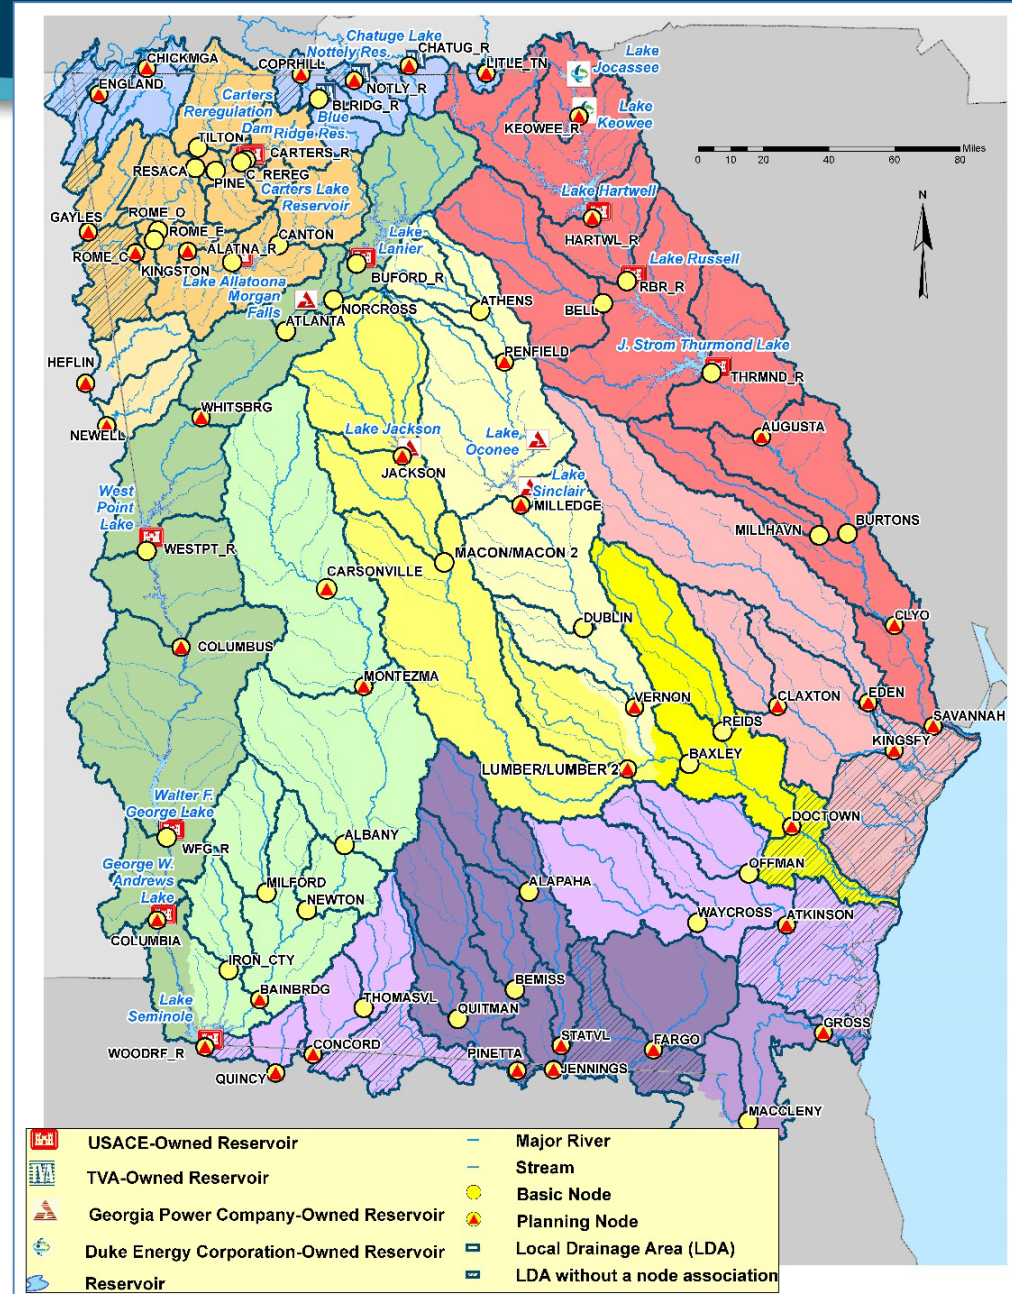 Chatuge Lake
Nottely Res.
CHATUG_R
CHICKMGA
COPRHILL
LITLE_TN
Lake
Jocassee
ENGLAND
NOTLY_R
Carters
Reregulation
Dam
BLRIDG_R
Blue
Ridge Res.
Lake
Keowee
KEOWEE_R
TILTON
CARTERS_R
RESACA
PINE
C_REREG
Carters Lake
Reservoir
0 10 20 40 60 80
Miles
N
Lake Hartwell
HARTWL_R
GAYLES
ROME_O
ROME_E
ROME_C
KINGSTON
ALATNA_R
CANTON
Lake
Lanier
BUFORD_R
Lake Allatoona
Morgan
Falls
NORCROSS
ATLANTA
ATHENS
Lake Russell
RBR_R
BELL
HEFLIN
PENFIELD
J. Strom Thurmond Lake
THRMND_R
NEWELL
WHITSBRG
AUGUSTA
Lake Jackson
JACKSON
Lake
Oconee
Lake
Sinclair
MILLEDGE
West
Point
Lake
WESTPT_R
MACON/MACON 2
MILLHAVN
BURTONS
CARSONVILLE
DUBLIN
CLYO
COLUMBUS
MONTEZMA
VERNON
CLAXTON
EDEN
REIDS
SAVANNAH
KINGSFY
LUMBER/LUMBER 2
BAXLEY
Walter F.
George Lake
WFG_R
ALBANY
DOCTOWN
George W.
Andrews
Lake
COLUMBIA
MILFORD
NEWTON
ALAPAHA
OFFMAN
WAYCROSS
ATKINSON
IRON_CTY
BAINBRDG
THOMASVL
QUITMAN
BEMISS
Lake
Seminole
WOODRF_R
QUINCY
CONCORD
PINETTA
STATVL
JENNINGS
FARGO
GROSS
MACCLENY
USACE-Owned Reservoir
TVA-Owned Reservoir
Georgia Power Company-Owned Reservoir
Duke Energy Corporation-Owned Reservoir
Reservoir
Major River
Stream
Basic Node
Planning Node
Local Drainage Area (LDA)
LDA without a node association